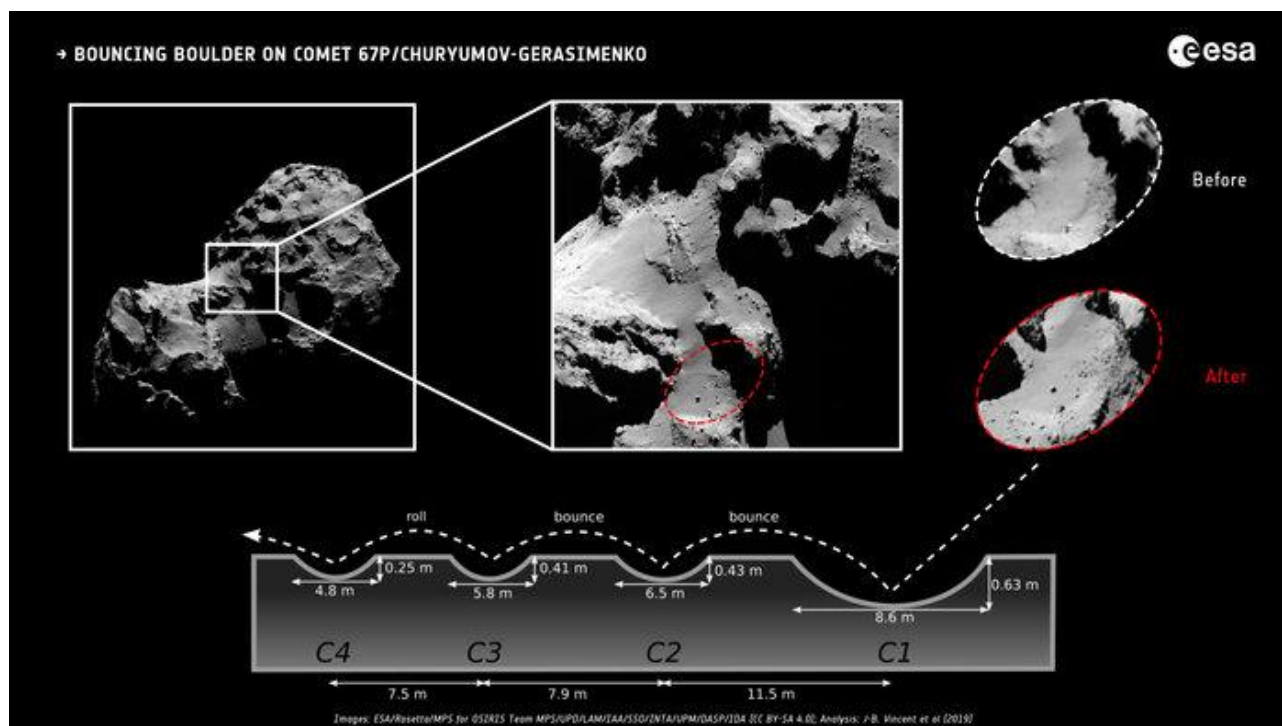 → BOUNCING BOULDER ON COMET 67P/CHURYUMOV-GERASIMENKO
esa
Before
After
roll
bounce
bounce
0.25 m
0.41 m
0.43 m
0.63 m
4.8 m
5.8 m
6.5 m
8.6 m
C4
C3
C2
C1
7.5 m
7.9 m
11.5 m
Images: ESA/Rosetta/MPS for OSIRIS Team MPS/UPD/LAM/IAA/SSO/INTA/UPM/DASP/IDA (CC BY-SA 4.0); Analysis: J-B. Vincent et al (2019)